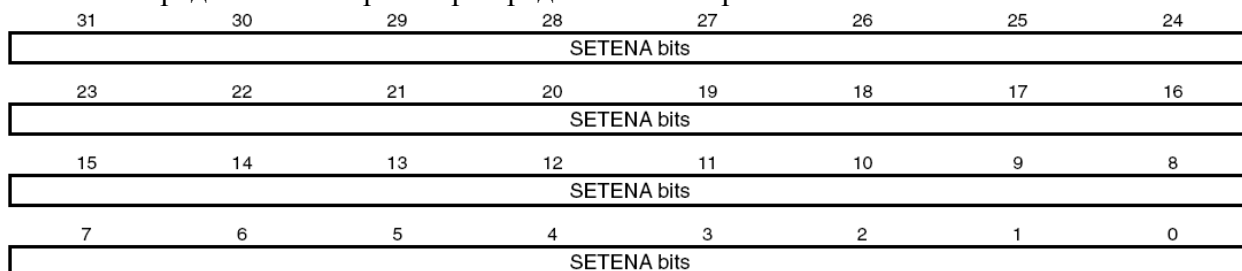 31 30 29 28 27 26 25 24
SETENA bits
23 22 21 20 19 18 17 16
SETENA bits
15 14 13 12 11 10 9 8
SETENA bits
7 6 5 4 3 2 1 0
SETENA bits